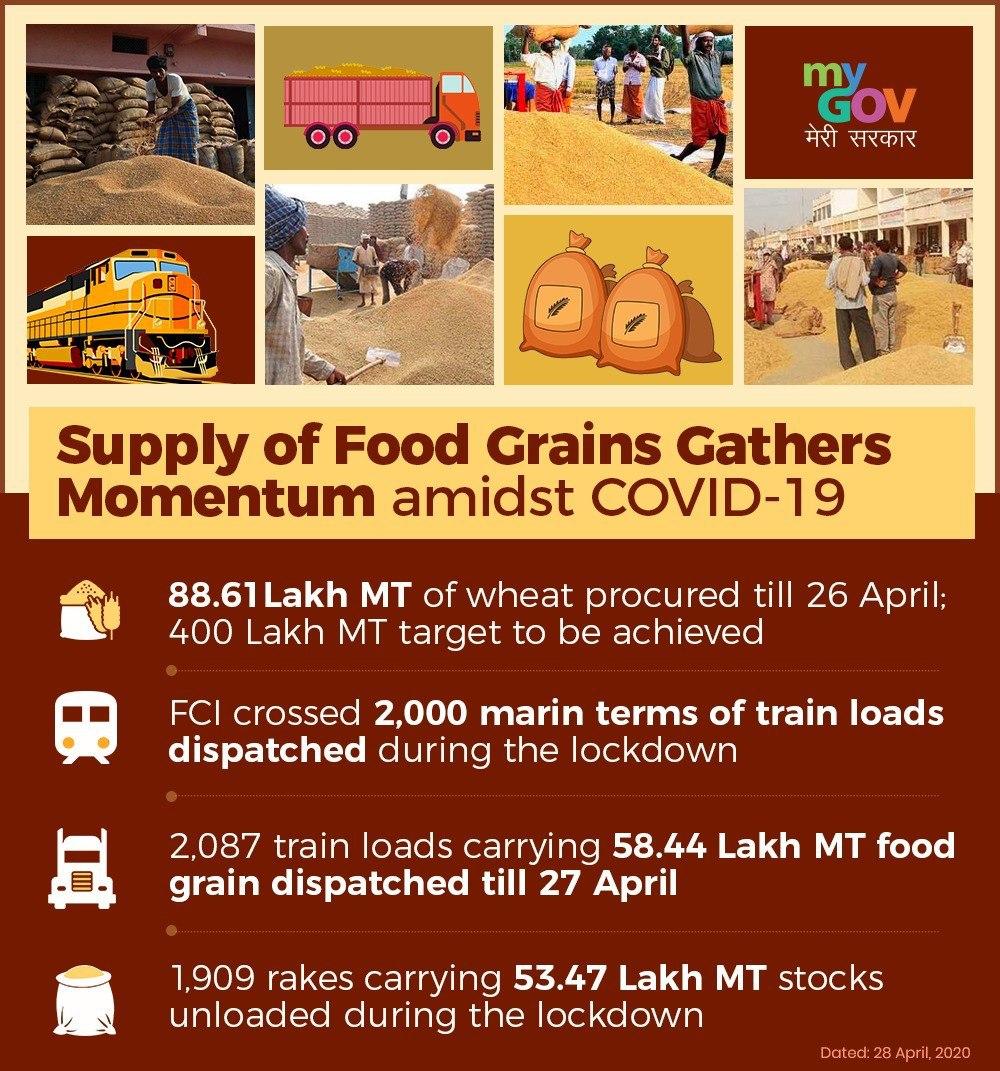 my
GOV
मेरी सरकार
Supply of Food Grains Gathers
Momentum amidst COVID-19
88.61Lakh MT of wheat procured till 26 April;
400 Lakh MT target to be achieved
FCI crossed 2,000 marin terms of train loads
dispatched during the lockdown
2,087 train loads carrying 58.44 Lakh MT food
grain dispatched till 27 April
1,909 rakes carrying 53.47 Lakh MT stocks
unloaded during the lockdown
Dated: 28 April, 2020